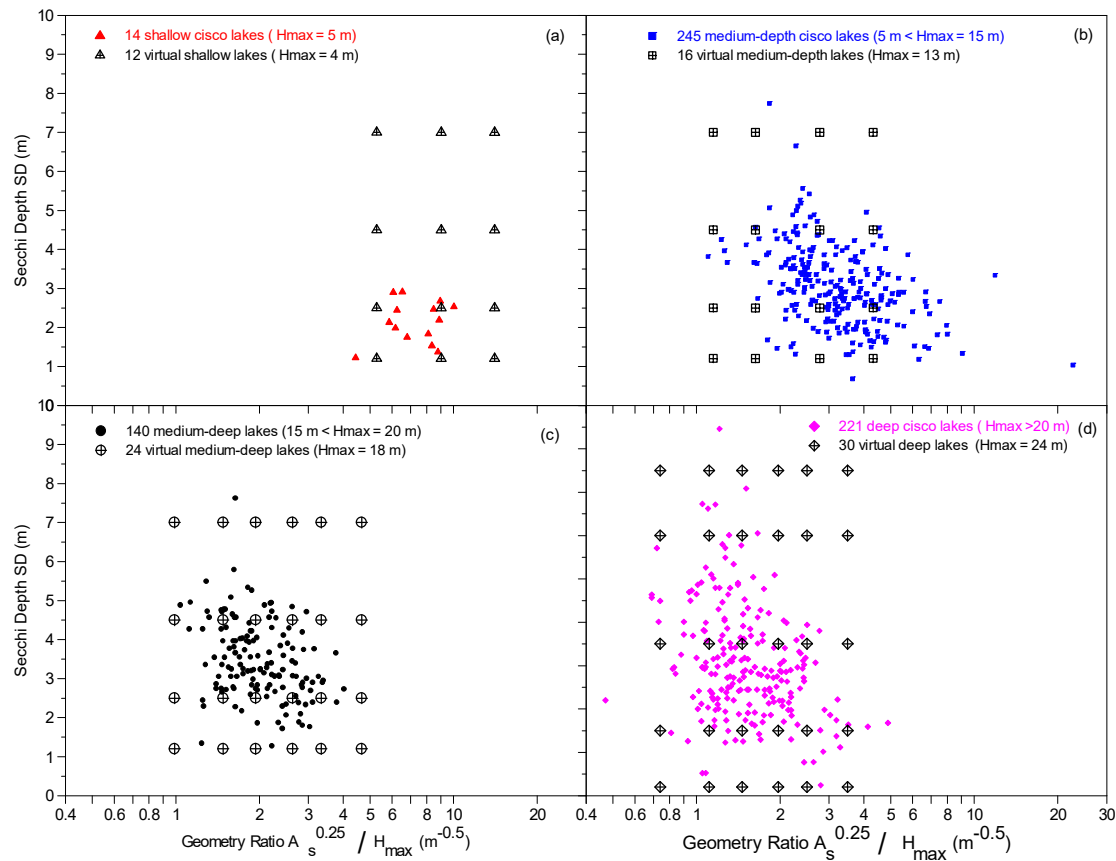 10
9
8
7
6
5
4
3
2
1
Secchi Depth SD (m)
14 shallow cisco lakes ( Hmax = 5 m)
12 virtual shallow lakes ( Hmax = 4 m)
(a)
245 medium-depth cisco lakes (5 m < Hmax = 15 m)
16 virtual medium-depth lakes (Hmax = 13 m)
(b)
10
9
8
7
6
5
4
3
2
1
0
Secchi Depth SD (m)
140 medium-deep lakes (15 m < Hmax = 20 m)
24 virtual medium-deep lakes (Hmax = 18 m)
(c)
221 deep cisco lakes ( Hmax >20 m)
30 virtual deep lakes (Hmax = 24 m)
(d)
0.4 0.6 0.8 1 2 3 4 5 6 8 10 20
0.4 0.6 0.8 1 2 3 4 5 6 8 10 20 30
Geometry Ratio A_s^0.25 / H_max (m^-0.5)
Geometry Ratio A_s^0.25 / H_max (m^-0.5)